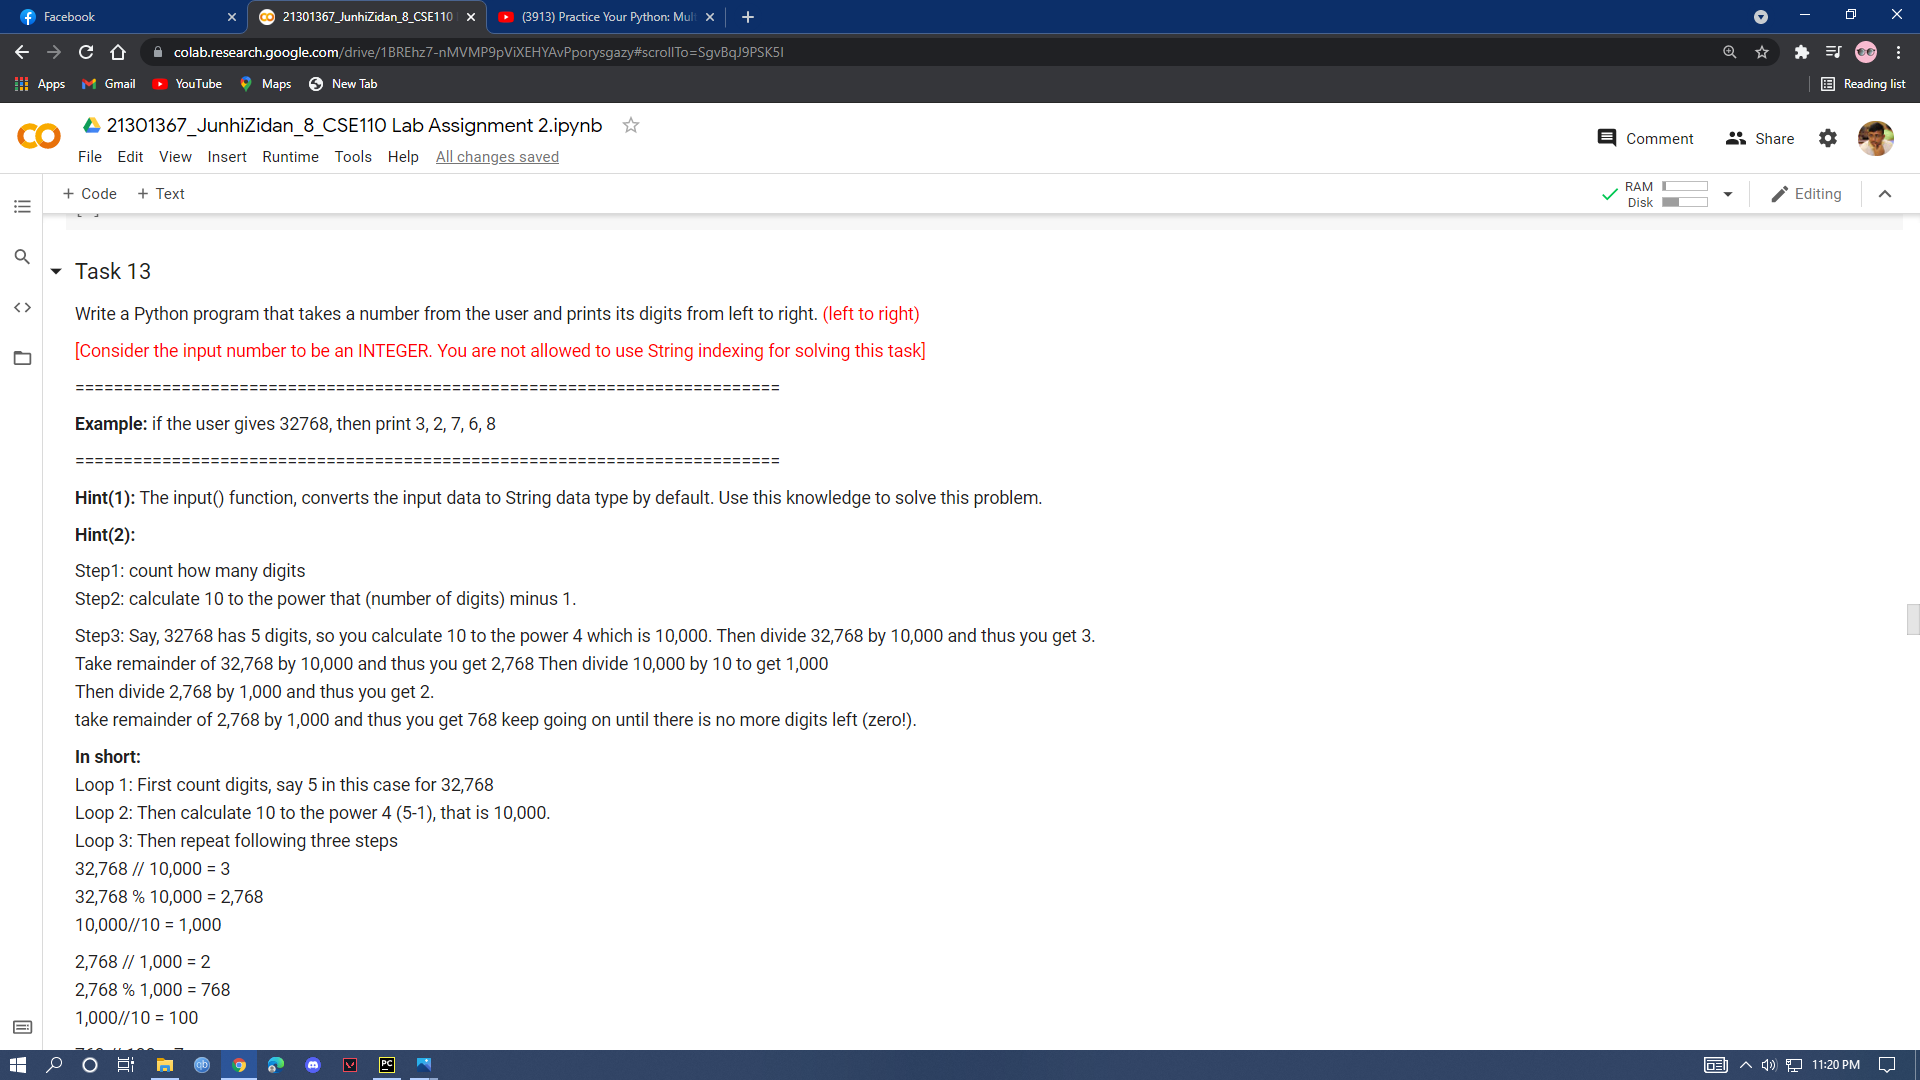 Facebook
21301367_JunhiZidan_8_CSE110
(3913) Practice Your Python: Mul
colab.research.google.com/drive/1BREhz7-nMVMP9pViXEHYAvPporysgazy#scrollTo=SgvBqJ9PSK5I
Apps Gmail YouTube Maps New Tab Reading list
21301367_JunhiZidan_8_CSE110 Lab Assignment 2.ipynb
Comment Share
File Edit View Insert Runtime Tools Help All changes saved
+ Code + Text
RAM
Disk
Editing
Task 13
Write a Python program that takes a number from the user and prints its digits from left to right. (left to right)
[Consider the input number to be an INTEGER. You are not allowed to use String indexing for solving this task]
=========================================================================
Example: if the user gives 32768, then print 3, 2, 7, 6, 8
=========================================================================
Hint(1): The input() function, converts the input data to String data type by default. Use this knowledge to solve this problem.
Hint(2):
Step1: count how many digits
Step2: calculate 10 to the power that (number of digits) minus 1.
Step3: Say, 32768 has 5 digits, so you calculate 10 to the power 4 which is 10,000. Then divide 32,768 by 10,000 and thus you get 3.
Take remainder of 32,768 by 10,000 and thus you get 2,768 Then divide 10,000 by 10 to get 1,000
Then divide 2,768 by 1,000 and thus you get 2.
take remainder of 2,768 by 1,000 and thus you get 768 keep going on until there is no more digits left (zero!).
In short:
Loop 1: First count digits, say 5 in this case for 32,768
Loop 2: Then calculate 10 to the power 4 (5-1), that is 10,000.
Loop 3: Then repeat following three steps
32,768 // 10,000 = 3
32,768 % 10,000 = 2,768
10,000//10 = 1,000
2,768 // 1,000 = 2
2,768 % 1,000 = 768
1,000//10 = 100
11:20 PM